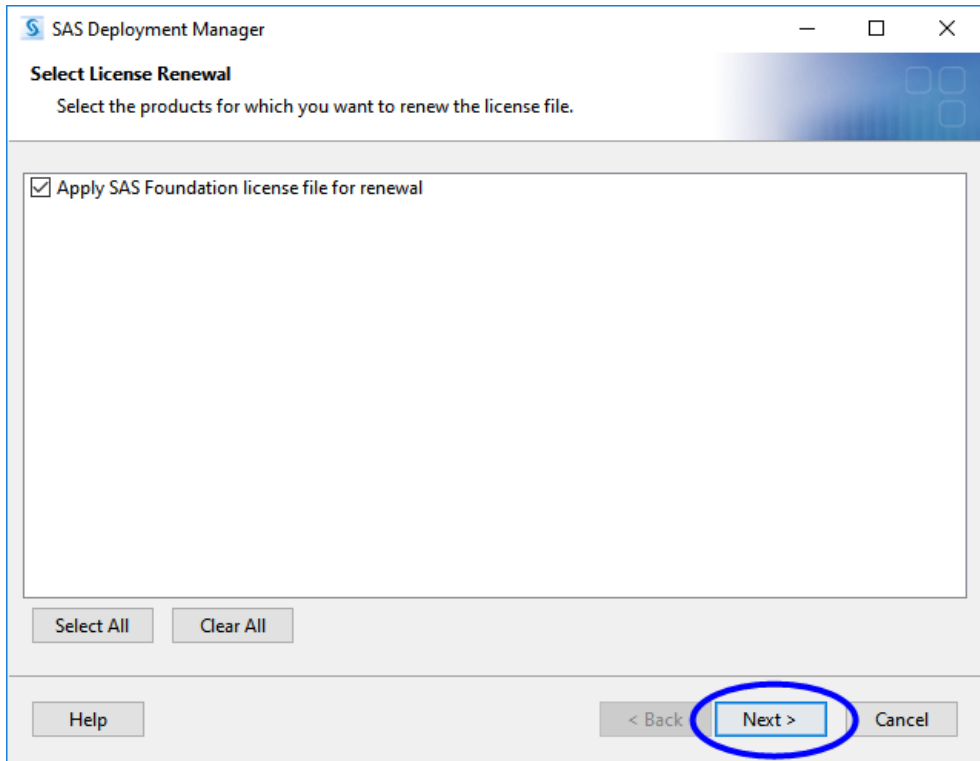 SAS Deployment Manager
Select License Renewal
Select the products for which you want to renew the license file.
Apply SAS Foundation license file for renewal
Select All Clear All
Help < Back Next > Cancel